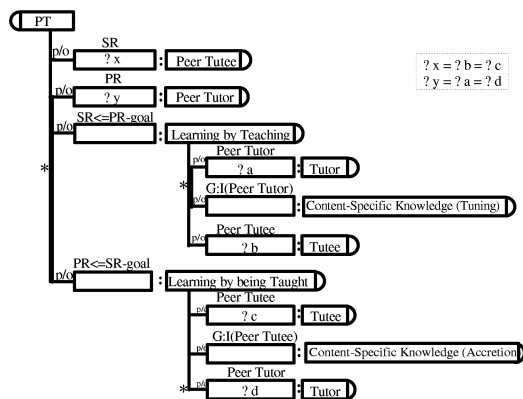 PT
SR
p/o ? x : Peer Tutee
PR
p/o ? y : Peer Tutor
SR<=PR-goal
p/o : Learning by Teaching
Peer Tutor
p/o ? a : Tutor
*
G:I(Peer Tutor)
p/o : Content-Specific Knowledge (Tuning)
Peer Tutee
p/o ? b : Tutee
*
PR<=SR-goal
p/o : Learning by being Taught
Peer Tutee
p/o ? c : Tutee
G:I(Peer Tutee)
p/o : Content-Specific Knowledge (Accretion)
Peer Tutor
* p/o ? d : Tutor
? x = ? b = ? c
? y = ? a = ? d